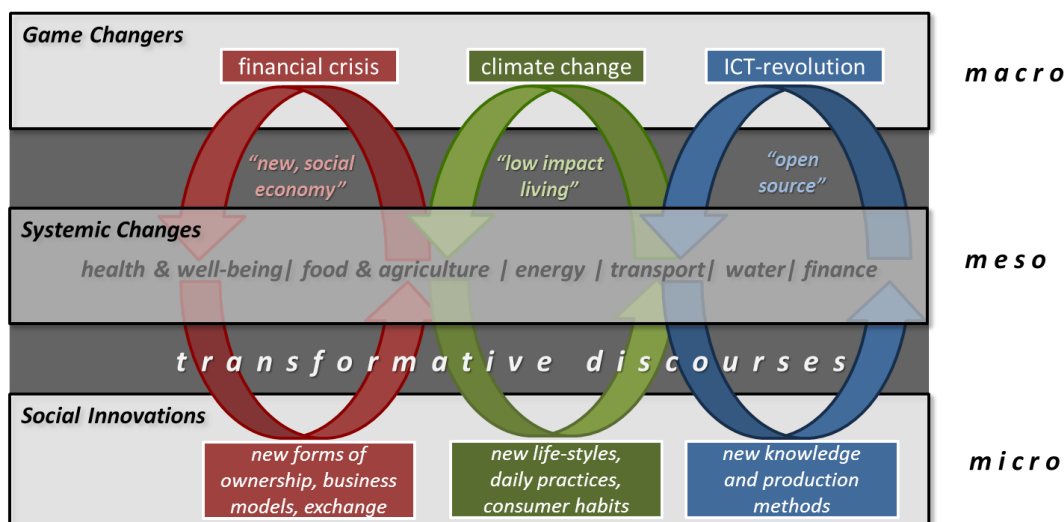 Game Changers
financial crisis
climate change
ICT-revolution
macro
“new, social
economy”
“low impact
living”
“open
source”
Systemic Changes
health & well-being| food & agriculture | energy | transport| water| finance
meso
transformative discourses
Social Innovations
new forms of
ownership, business
models, exchange
new life-styles,
daily practices,
consumer habits
new knowledge
and production
methods
micro